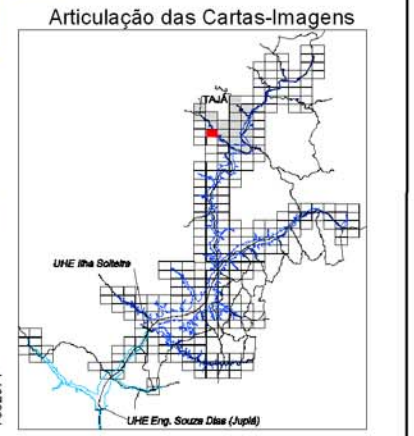 Articulação das Cartas-Imagens
TAJÁ
UHE Ilha Solteira
UHE Eng. Souza Dias (Jupiá)